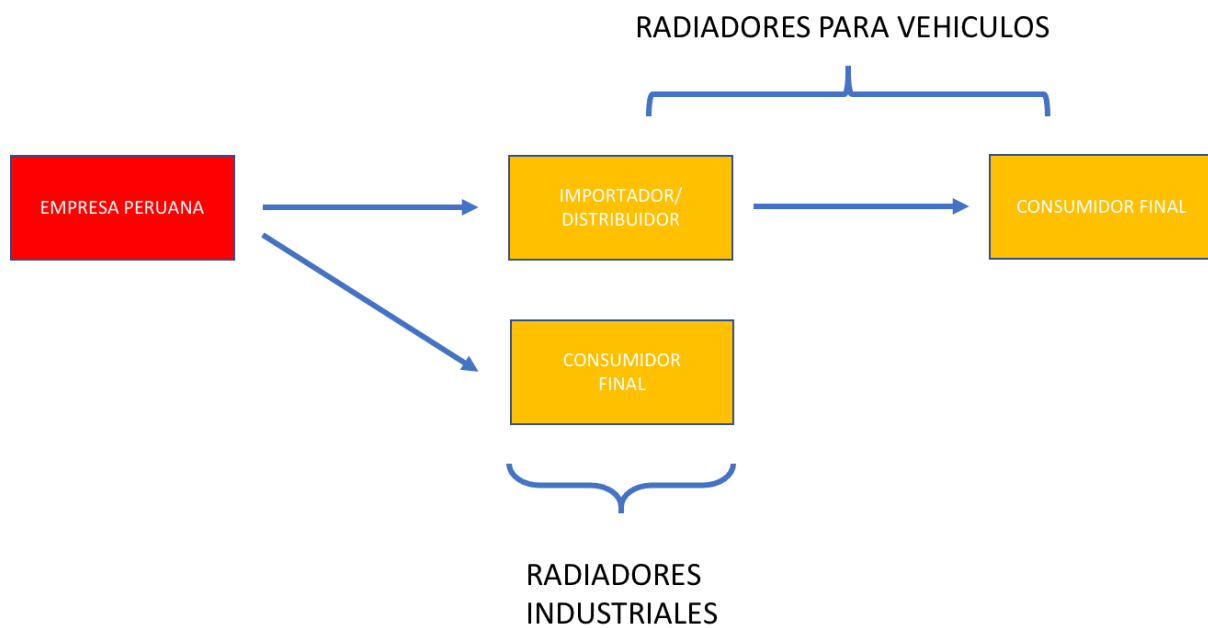 RADIADORES PARA VEHICULOS
EMPRESA PERUANA
IMPORTADOR/
DISTRIBUIDOR
CONSUMIDOR FINAL
CONSUMIDOR
FINAL
RADIADORES
INDUSTRIALES